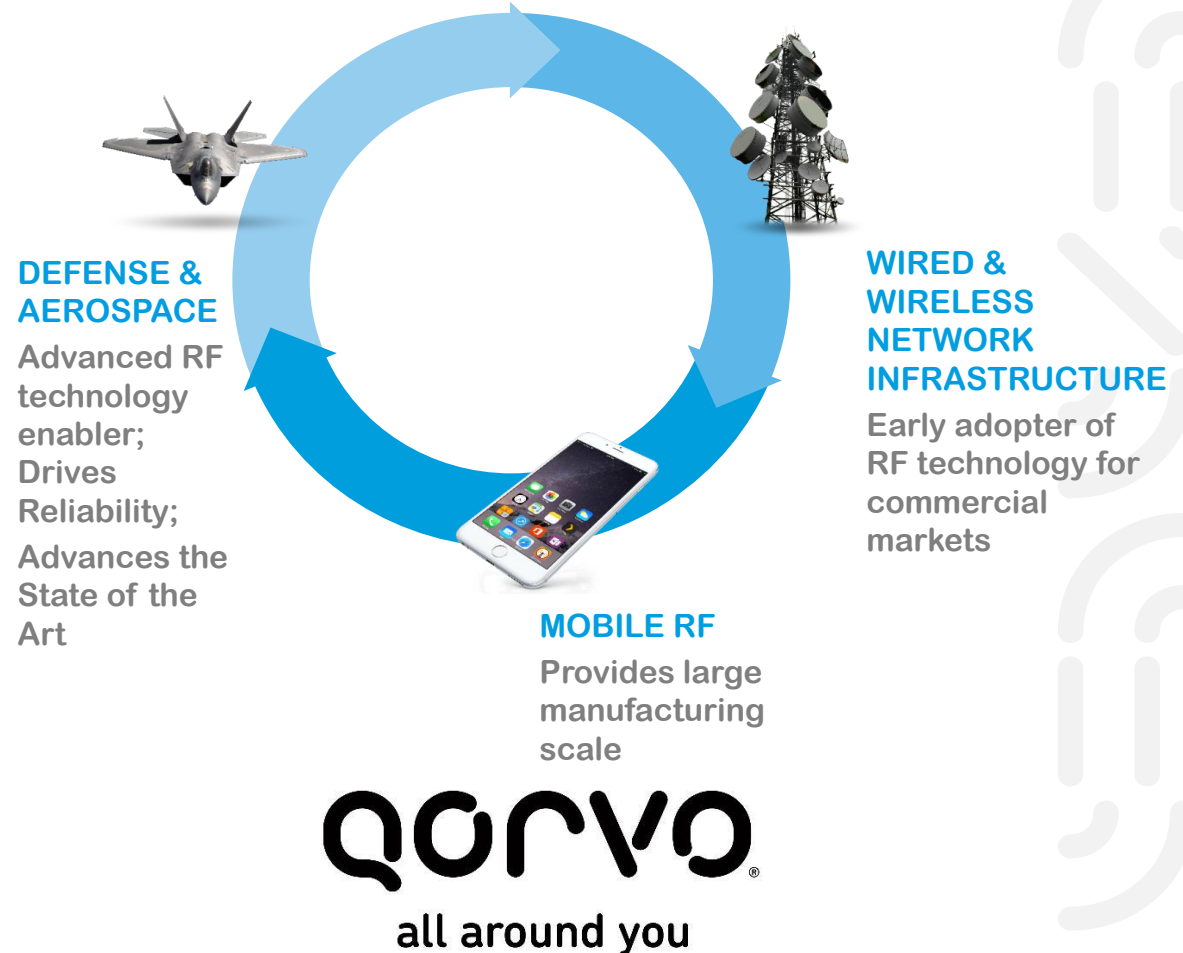 DEFENSE &
AEROSPACE
Advanced RF
technology
enabler;
Drives
Reliability;
Advances the
State of the
Art
WIRED &
WIRELESS
NETWORK
INFRASTRUCTURE
Early adopter of
RF technology for
commercial
markets
MOBILE RF
Provides large
manufacturing
scale
QORVO®
all around you